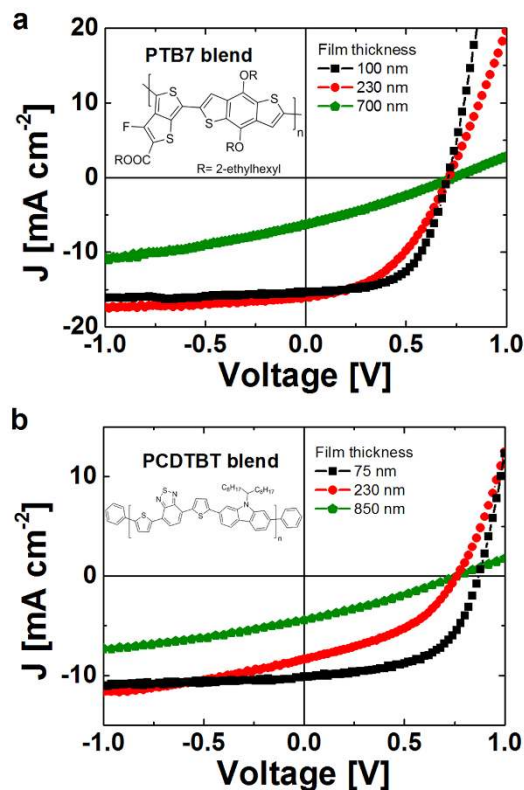 a
PTB7 blend
Film thickness
100 nm
230 nm
700 nm
OR
S
S
S
n
F
S
S
OR
ROOC
R= 2-ethylhexyl
J [mA cm-2]
10
0
-10
-20
-1.0 -0.5 0.0 0.5 1.0
Voltage [V]
b
PCDTBT blend
Film thickness
75 nm
230 nm
850 nm
C8H17 C8H17
N S N
N
S
S
n
J [mA cm-2]
10
0
-10
-1.0 -0.5 0.0 0.5 1.0
Voltage [V]
20